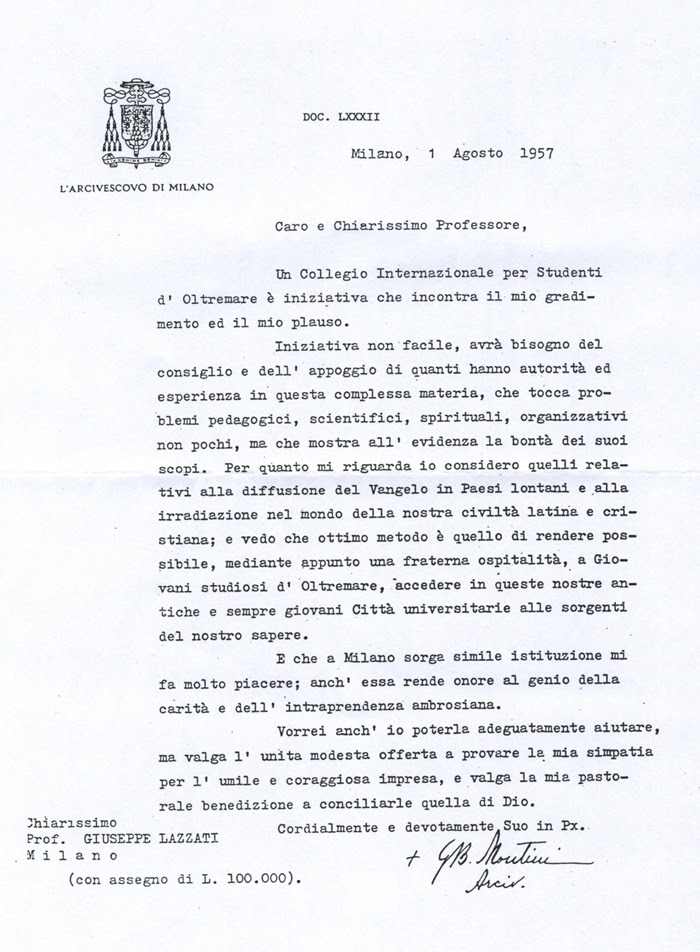 DOC. LXXXII
Milano, 1 Agosto 1957
L'ARCIVESCOVO DI MILANO
Caro e Chiarissimo Professore,
Un Collegio Internazionale per Studenti
d' Oltremare è iniziativa che incontra il mio gradi-
mento ed il mio plauso.
Iniziativa non facile, avrà bisogno del
consiglio e dell' appoggio di quanti hanno autorità ed
esperienza in questa complessa materia, che tocca pro-
blemi pedagogici, scientifici, spirituali, organizzativi
non pochi, ma che mostra all' evidenza la bontà dei suoi
scopi. Per quanto mi riguarda io considero quelli rela-
tivi alla diffusione del Vangelo in Paesi lontani e alla
irradiazione nel mondo della nostra civiltà latina e cri-
stiana; e vedo che ottimo metodo è quello di rendere pos-
sibile, mediante appunto una fraterna ospitalità, a Gio-
vani studiosi d' Oltremare, accedere in queste nostre an-
tiche e sempre giovani Città universitarie alle sorgenti
del nostro sapere.
E che a Milano sorga simile istituzione mi
fa molto piacere; anch' essa rende onore al genio della
carità e dell' intraprendenza ambrosiana.
Vorrei anch' io poterla adeguatamente aiutare,
ma valga l' unita modesta offerta a provare la mia simpatia
per l' umile e coraggiosa impresa, e valga la mia pasto-
rale benedizione a conciliarle quella di Dio.
Cordialmente e devotamente Suo in Px.
+ GB. Montini
Arciv.
Chiarissimo
Prof. GIUSEPPE LAZZATI
M i l a n o
(con assegno di L. 100.000).